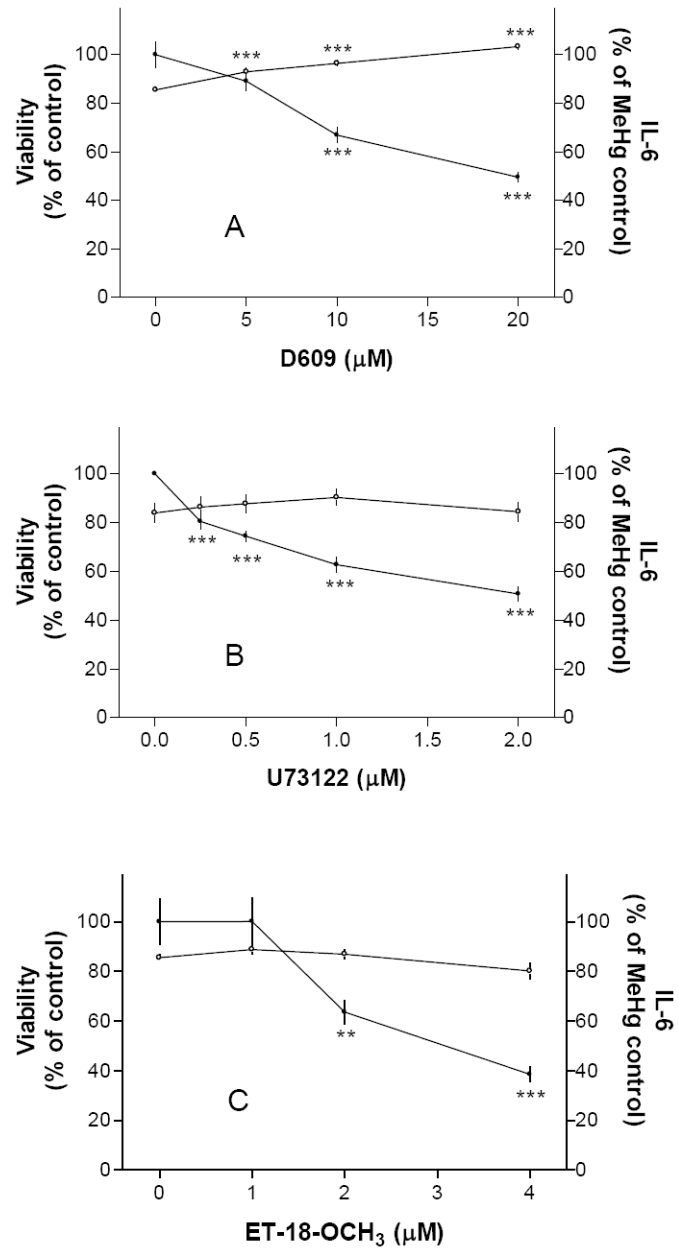 *** *** ***
100 100
80 80
60 60
*** ***
40 40
20 20
0 0
Viability
(% of control)
IL-6
(% of MeHg control)
A
0 5 10 15 20
D609 (μM)
100 100
80 80
60 60
*** *** *** ***
40 40
20 20
0 0
Viability
(% of control)
IL-6
(% of MeHg control)
B
0.0 0.5 1.0 1.5 2.0
U73122 (μM)
100 100
80 80
60 60
** ***
40 40
20 20
0 0
Viability
(% of control)
IL-6
(% of MeHg control)
C
0 1 2 3 4
ET-18-OCH₃ (μM)